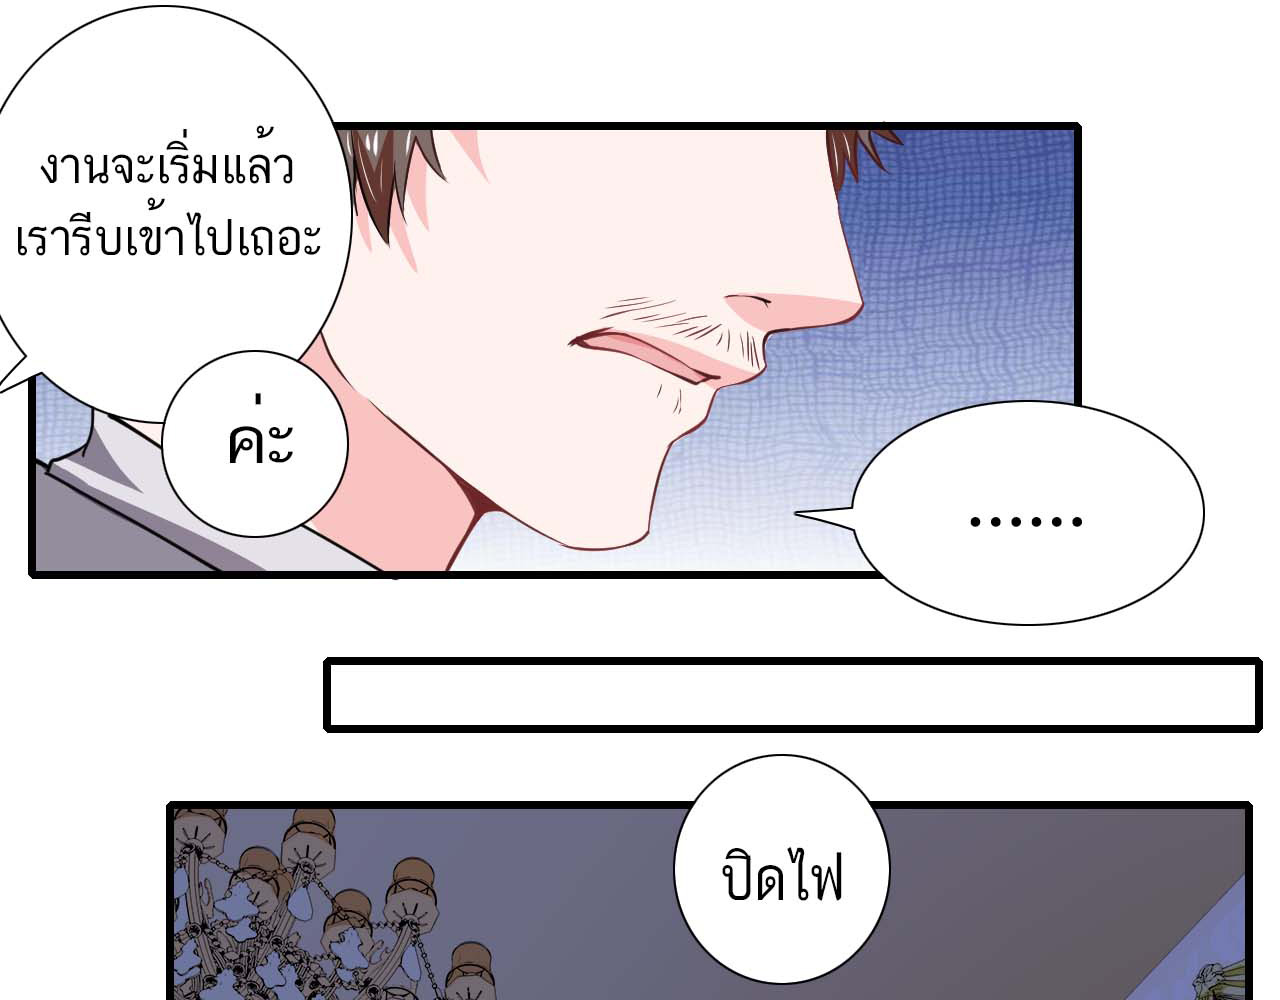 งานจะเริ่มแล้ว
เรารีบเข้าไปเถอะ
ค่ะ
......
ปิดไฟ